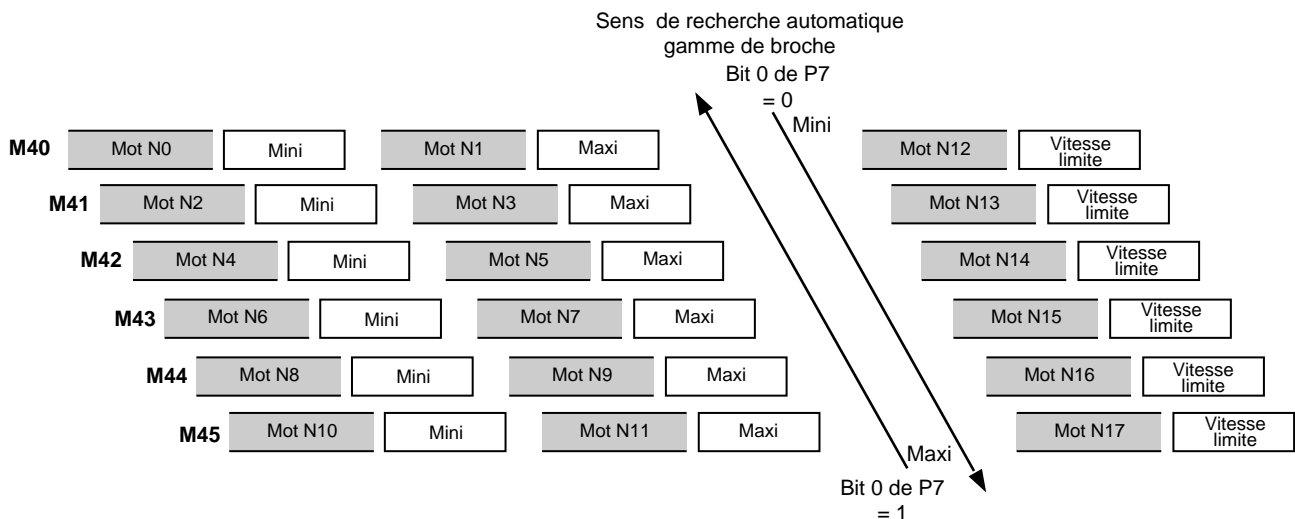 Sens de recherche automatique
gamme de broche
Bit 0 de P7
= 0
Mini
M40 Mot N0 Mini Mot N1 Maxi Mot N12 Vitesse limite
M41 Mot N2 Mini Mot N3 Maxi Mot N13 Vitesse limite
M42 Mot N4 Mini Mot N5 Maxi Mot N14 Vitesse limite
M43 Mot N6 Mini Mot N7 Maxi Mot N15 Vitesse limite
M44 Mot N8 Mini Mot N9 Maxi Mot N16 Vitesse limite
M45 Mot N10 Mini Mot N11 Maxi Mot N17 Vitesse limite
Maxi
Bit 0 de P7
= 1